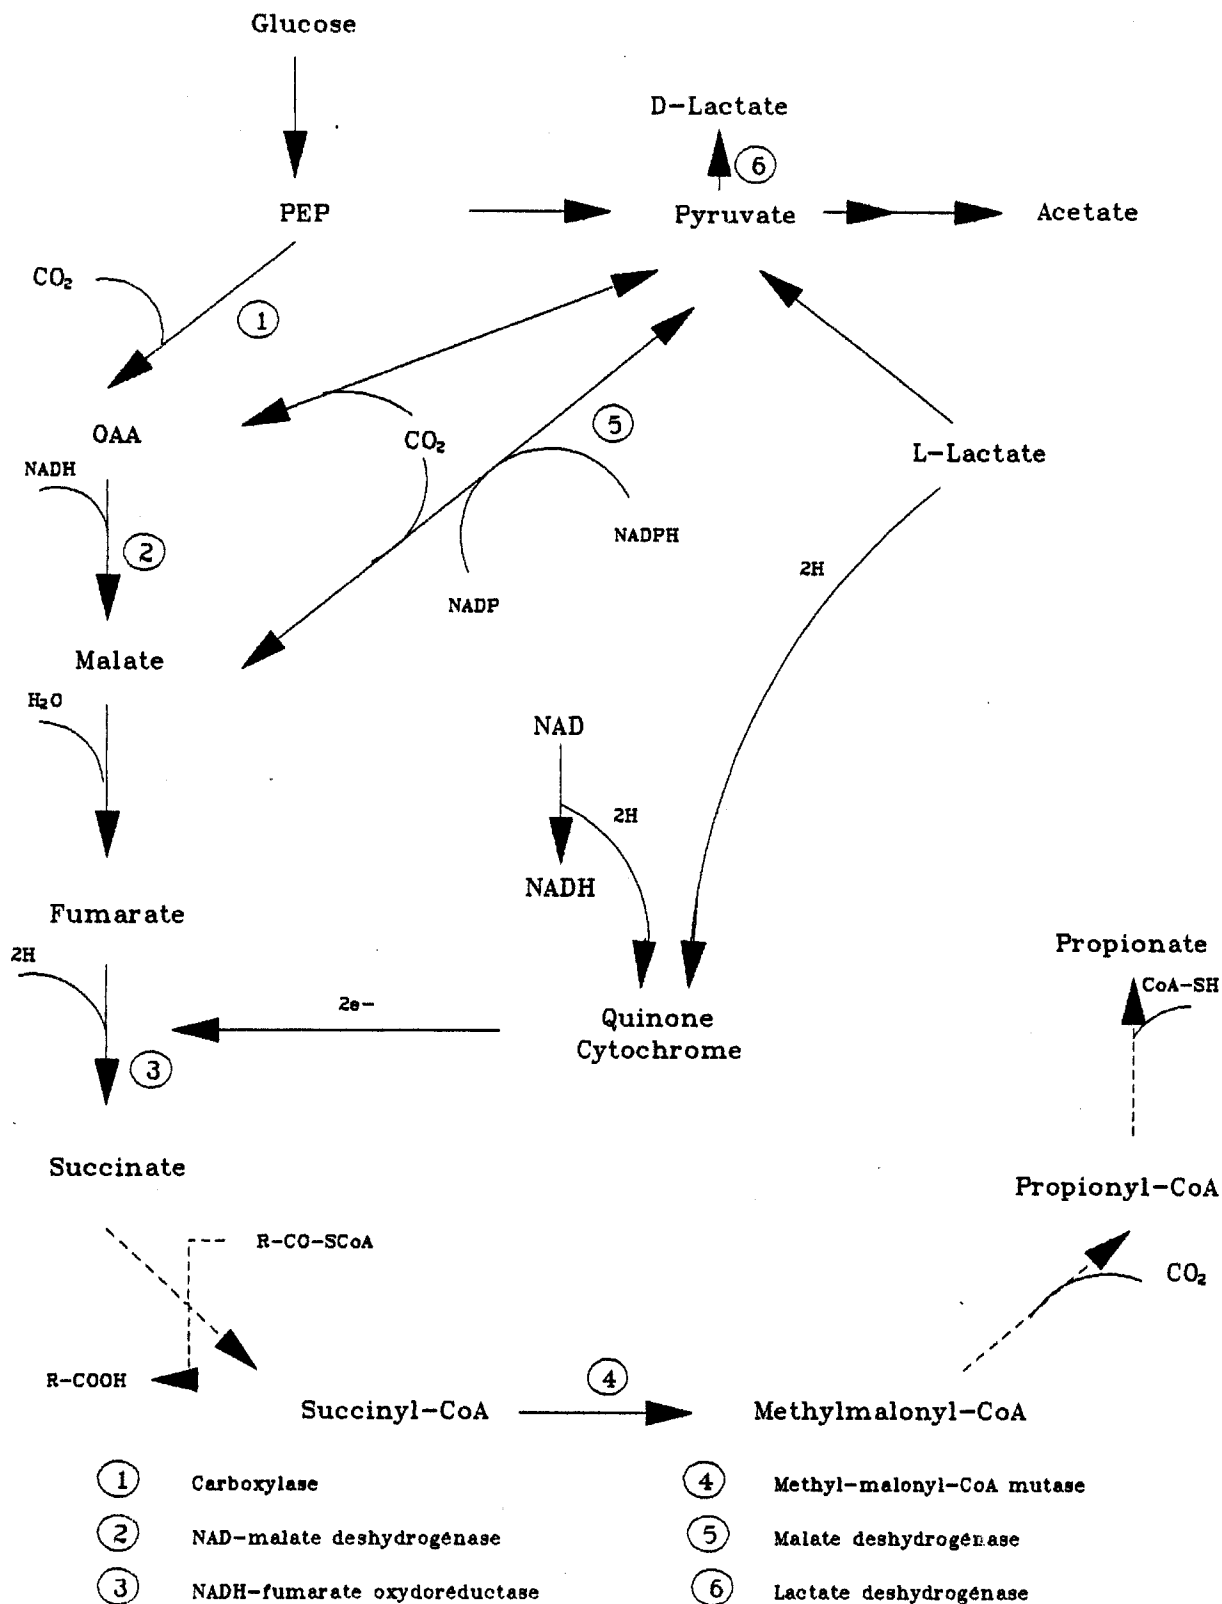 Glucose
D-Lactate
6
PEP
Pyruvate
Acetate
CO₂
1
OAA
CO₂
5
L-Lactate
NADH
2
NADPH
2H
NADP
Malate
H₂O
NAD
2H
NADH
Fumarate
2H
Propionate
CoA-SH
2e-
Quinone
Cytochrome
3
Succinate
Propionyl-CoA
R-CO-SCoA
CO₂
R-COOH
4
Succinyl-CoA
Methylmalonyl-CoA
1 Carboxylase
4 Methyl-malonyl-CoA mutase
2 NAD-malate deshydrogénase
5 Malate deshydrogénase
3 NADH-fumarate oxydoréductase
6 Lactate deshydrogénase